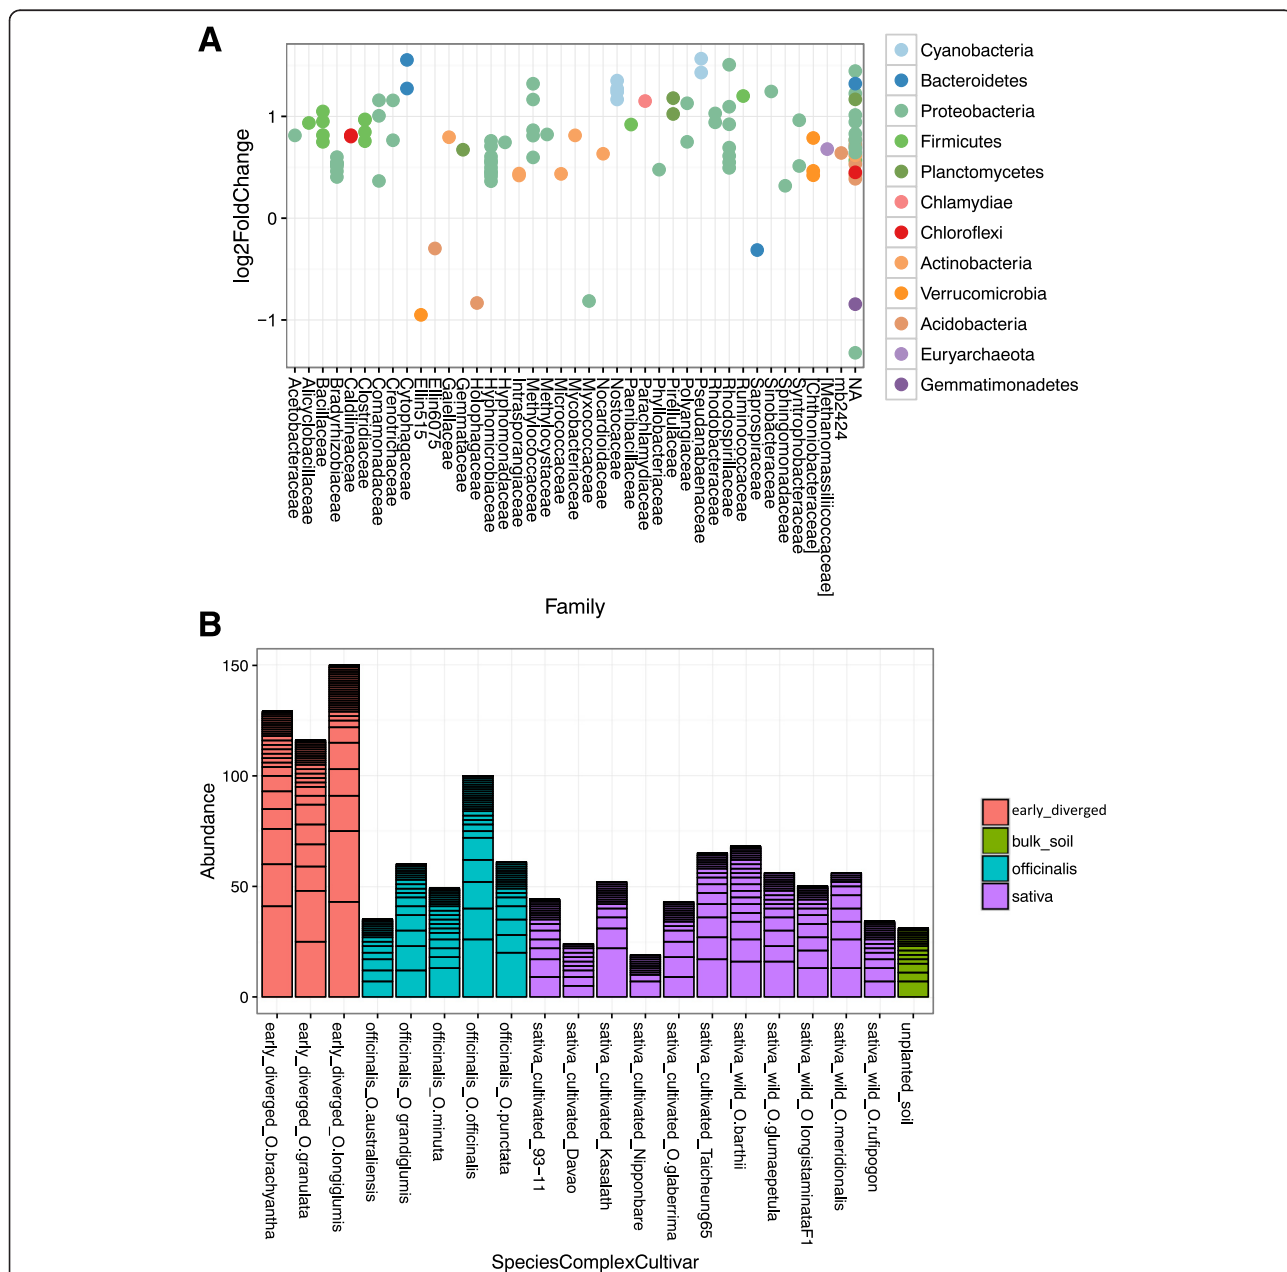 A
log2FoldChange
1
0
−1
Acetobacteraceae
Alicyclobacillaceae
Bacillaceae
Bradyrhizobiaceae
Caldilineaceae
Clostridiaceae
Comamonadaceae
Crenotrichaceae
Cytophagaceae
Ellin515
Ellin6075
Gaiellaceae
Gemmataceae
Holophagaceae
Hyphomicrobiaceae
Hyphomonadaceae
Intrasporangiaceae
Methylococcaceae
Methylocystaceae
Micrococcaceae
Mycobacteriaceae
Myxococcaceae
Nocardioidaceae
Nostocaceae
Paenibacillaceae
Parachlamydiaceae
Phyllobacteriaceae
Pirellulaceae
Polyangiaceae
Pseudanabaenaceae
Rhodobacteraceae
Rhodospirillaceae
Ruminococcaceae
Saprospiraceae
Sinobacteraceae
Sphingomonadaceae
Syntrophobacteraceae
[Chthoniobacteraceae]
[Methanomassiliicoccaceae]
mb2424
NA
Family
Cyanobacteria
Bacteroidetes
Proteobacteria
Firmicutes
Planctomycetes
Chlamydiae
Chloroflexi
Actinobacteria
Verrucomicrobia
Acidobacteria
Euryarchaeota
Gemmatimonadetes
B
Abundance
150
100
50
0
early_diverged_O.brachyantha
early_diverged_O.granulata
early_diverged_O.longiglumis
officinalis_O.australiensis
officinalis_O grandiglumis
officinalis_O.minuta
officinalis_O.officinalis
officinalis_O.punctata
sativa_cultivated_93−11
sativa_cultivated_Davao
sativa_cultivated_Kasalath
sativa_cultivated_Nipponbare
sativa_cultivated_O.glaberrima
sativa_cultivated_Taicheung65
sativa_wild_O.barthii
sativa_wild_O.glumaepetula
sativa_wild_O longistaminataF1
sativa_wild_O.meridionalis
sativa_wild_O.rufipogon
unplanted_soil
SpeciesComplexCultivar
early_diverged
bulk_soil
officinalis
sativa